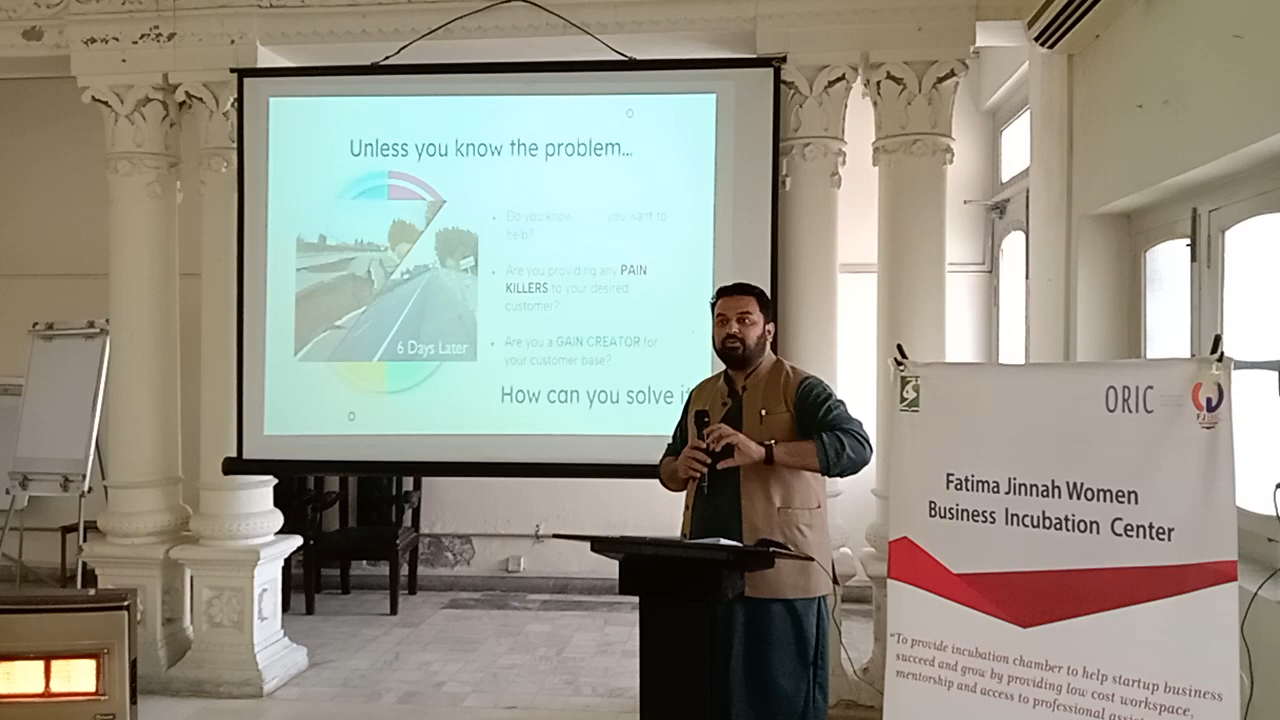 Unless you know the problem...
6 Days Later
• Do you know you want to
help?
• Are you providing any PAIN
KILLERS to your desired
customer?
• Are you a GAIN CREATOR for
your customer base?
How can you solve
ORIC
Fatima Jinnah Women
Business Incubation Center
"To provide incubation chamber to help startup business
succeed and grow by providing low cost workspace,
mentorship and access to professional